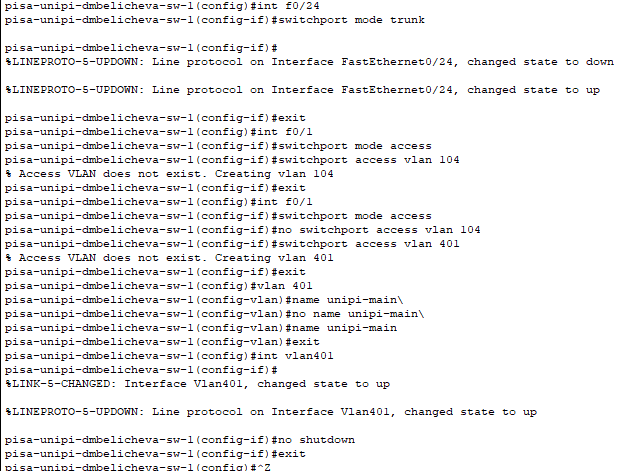 pisa-unipi-dmbelicheva-sw-1(config)#int f0/24
pisa-unipi-dmbelicheva-sw-1(config-if)#switchport mode trunk
pisa-unipi-dmbelicheva-sw-1(config-if)#
%LINEPROTO-5-UPDOWN: Line protocol on Interface FastEthernet0/24, changed state to down
%LINEPROTO-5-UPDOWN: Line protocol on Interface FastEthernet0/24, changed state to up
pisa-unipi-dmbelicheva-sw-1(config-if)#exit
pisa-unipi-dmbelicheva-sw-1(config)#int f0/1
pisa-unipi-dmbelicheva-sw-1(config-if)#switchport mode access
pisa-unipi-dmbelicheva-sw-1(config-if)#switchport access vlan 104
% Access VLAN does not exist. Creating vlan 104
pisa-unipi-dmbelicheva-sw-1(config-if)#exit
pisa-unipi-dmbelicheva-sw-1(config)#int f0/1
pisa-unipi-dmbelicheva-sw-1(config-if)#switchport mode access
pisa-unipi-dmbelicheva-sw-1(config-if)#no switchport access vlan 104
pisa-unipi-dmbelicheva-sw-1(config-if)#switchport access vlan 401
% Access VLAN does not exist. Creating vlan 401
pisa-unipi-dmbelicheva-sw-1(config-if)#exit
pisa-unipi-dmbelicheva-sw-1(config)#vlan 401
pisa-unipi-dmbelicheva-sw-1(config-vlan)#name unipi-main\
pisa-unipi-dmbelicheva-sw-1(config-vlan)#no name unipi-main\
pisa-unipi-dmbelicheva-sw-1(config-vlan)#name unipi-main
pisa-unipi-dmbelicheva-sw-1(config-vlan)#exit
pisa-unipi-dmbelicheva-sw-1(config)#int vlan401
pisa-unipi-dmbelicheva-sw-1(config-if)#
%LINK-5-CHANGED: Interface Vlan401, changed state to up
%LINEPROTO-5-UPDOWN: Line protocol on Interface Vlan401, changed state to up
pisa-unipi-dmbelicheva-sw-1(config-if)#no shutdown
pisa-unipi-dmbelicheva-sw-1(config-if)#exit
pisa-unipi-dmbelicheva-sw-1(config)#^Z